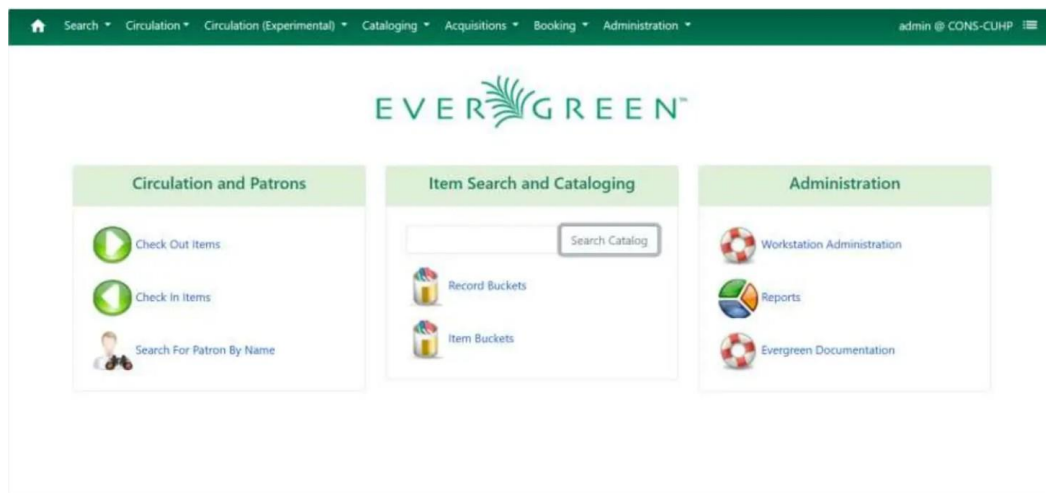 Search Circulation Circulation (Experimental) Cataloging Acquisitions Booking Administration admin @ CONS-CUHP
EVERGREEN™
Circulation and Patrons
Check Out Items
Check In Items
Search For Patron By Name
Item Search and Cataloging
Search Catalog
Record Buckets
Item Buckets
Administration
Workstation Administration
Reports
Evergreen Documentation